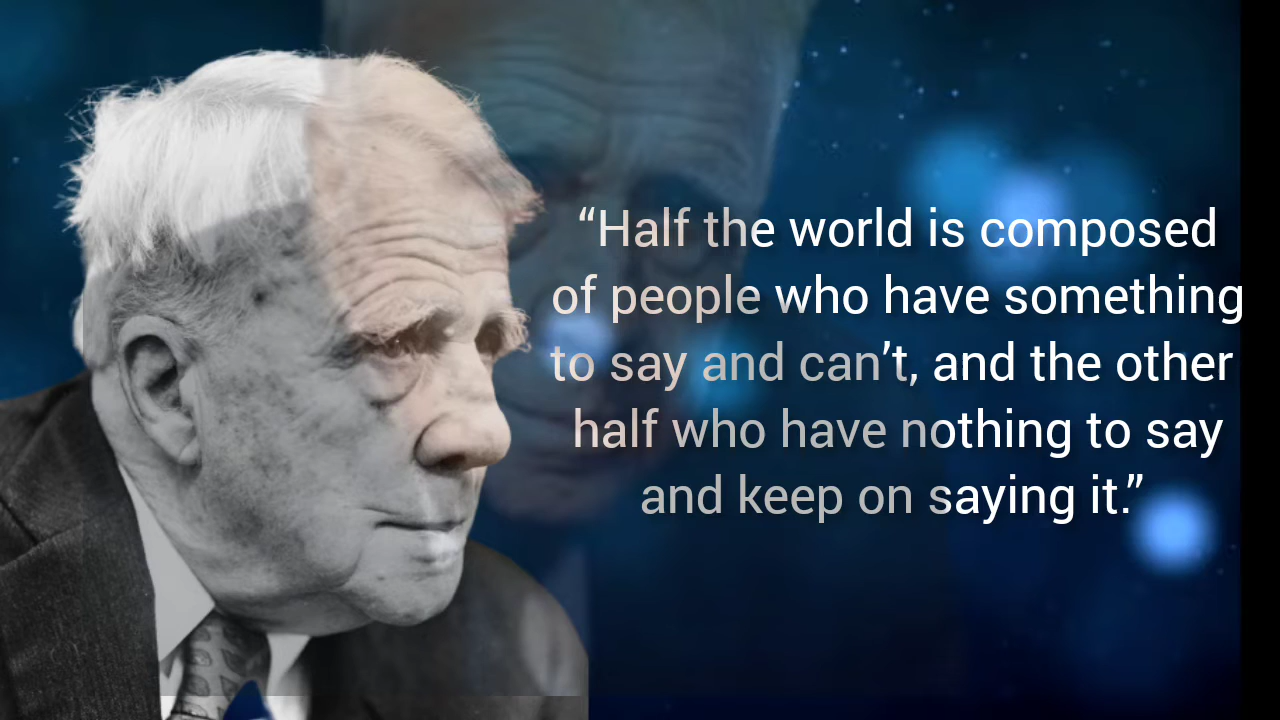 “Half the world is composed
of people who have something
to say and can’t, and the other
half who have nothing to say
and keep on saying it.”